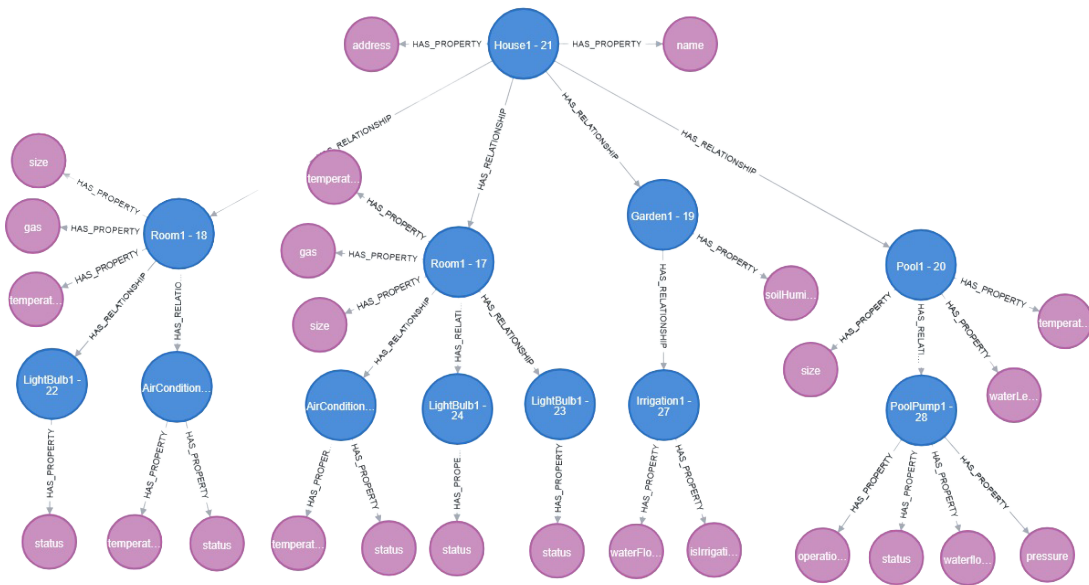 House1 - 21
address
HAS_PROPERTY
HAS_PROPERTY
name
HAS_RELATIONSHIP
HAS_RELATIONSHIP
HAS_RELATIONSHIP
size
HAS_PROPERTY
temperat...
HAS_RELATIONSHIP
gas
HAS_PROPERTY
Room1 - 18
HAS_PROPERTY
Garden1 - 19
temperat...
HAS_PROPERTY
gas
HAS_PROPERTY
Room1 - 17
HAS_PROPERTY
Pool1 - 20
HAS_RELATIONSHIP
HAS_RELATIO...
size
HAS_PROPERTY
soilHumi...
HAS_PROPERTY
temperat...
HAS_RELATIONSHIP
HAS_RELATI...
HAS_RELATIONSHIP
HAS_RELATIONSHIP
HAS_PROPERTY
HAS_RELATI...
HAS_PROPERTY
size
LightBulb1 -
22
AirCondition...
AirCondition...
LightBulb1 -
24
LightBulb1 -
23
Irrigation1 -
27
PoolPump1 -
28
waterLe...
HAS_PROPERTY
HAS_PROPERTY
HAS_PROPERTY
HAS_PROPER...
HAS_PROPERTY
HAS_PROPE...
HAS_PROPERTY
HAS_PROPERTY
HAS_PROPERTY
HAS_PROPERTY
HAS_PROPERTY
HAS_PROPERTY
HAS_PROPERTY
status
temperat...
status
temperat...
status
status
status
waterFlo...
isIrrigati...
operatio...
status
waterflo...
pressure